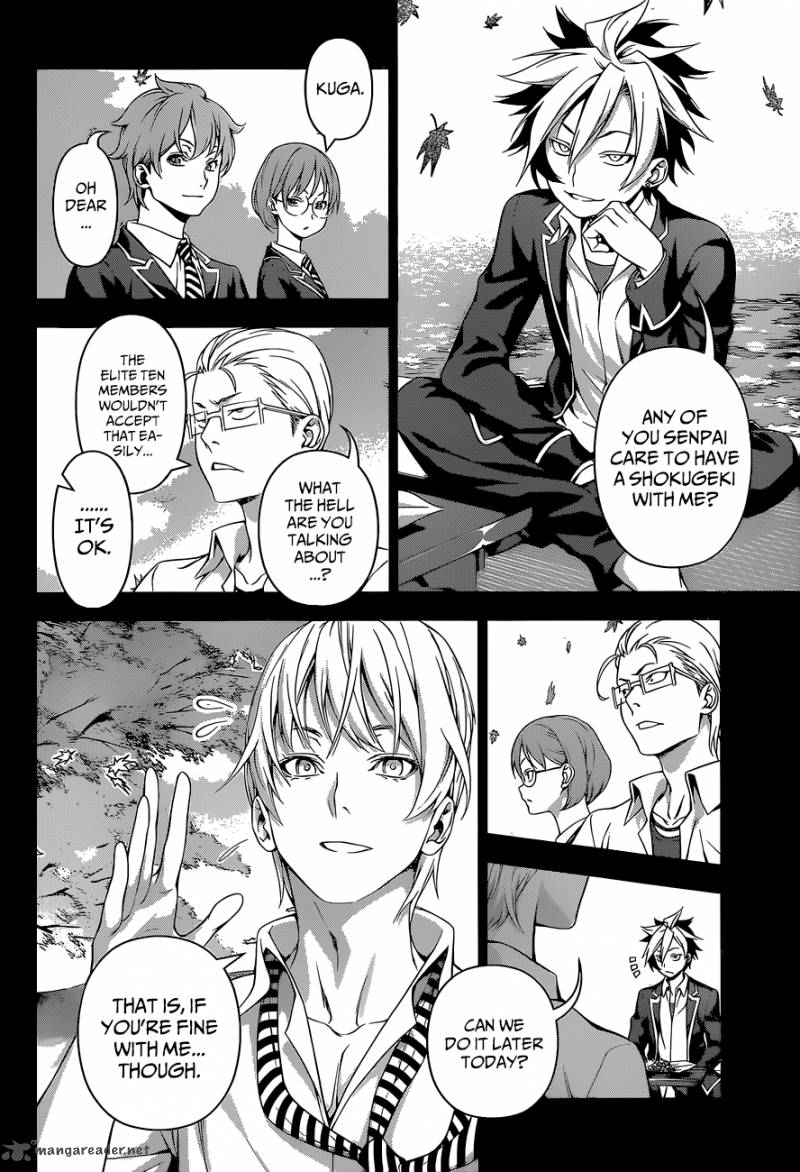 ANY OF
YOU SENPAI
CARE TO HAVE
A SHOKUGEKI
WITH ME?
KUGA.
OH
DEAR
...
WHAT
THE HELL
ARE YOU
TALKING
ABOUT
...?
THE
ELITE TEN
MEMBERS
WOULDN'T
ACCEPT
THAT EA-
SILY...
......
IT'S
OK.
CAN WE
DO IT LATER
TODAY?
THAT IS, IF
YOU'RE FINE
WITH ME...
THOUGH.
mangareader.net